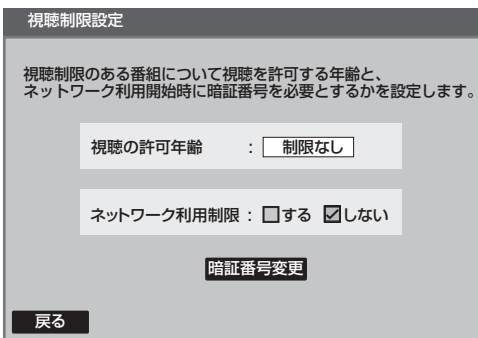 視聴制限設定
視聴制限のある番組について視聴を許可する年齢と、
ネットワーク利用開始時に暗証番号を必要とするかを設定します。
視聴の許可年齢 : 制限なし
ネットワーク利用制限 : □する ☑しない
暗証番号変更
戻る